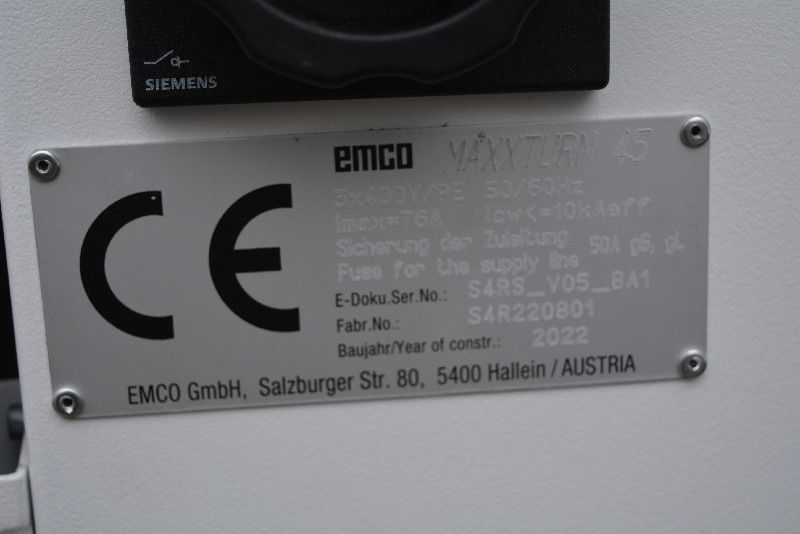 SIEMENS
emco MAXXTURN 45
3x400V/PE 50/60Hz
Imax=76A Icw<=10kAeff
Sicherung der Zuleitung
Fuse for the supply line 50A gG, gL
E-Doku.Ser.No.: S4RS_V05_BA1
Fabr.No.: S4R220801
Baujahr/Year of constr.: 2022
CE
EMCO GmbH, Salzburger Str. 80, 5400 Hallein / AUSTRIA